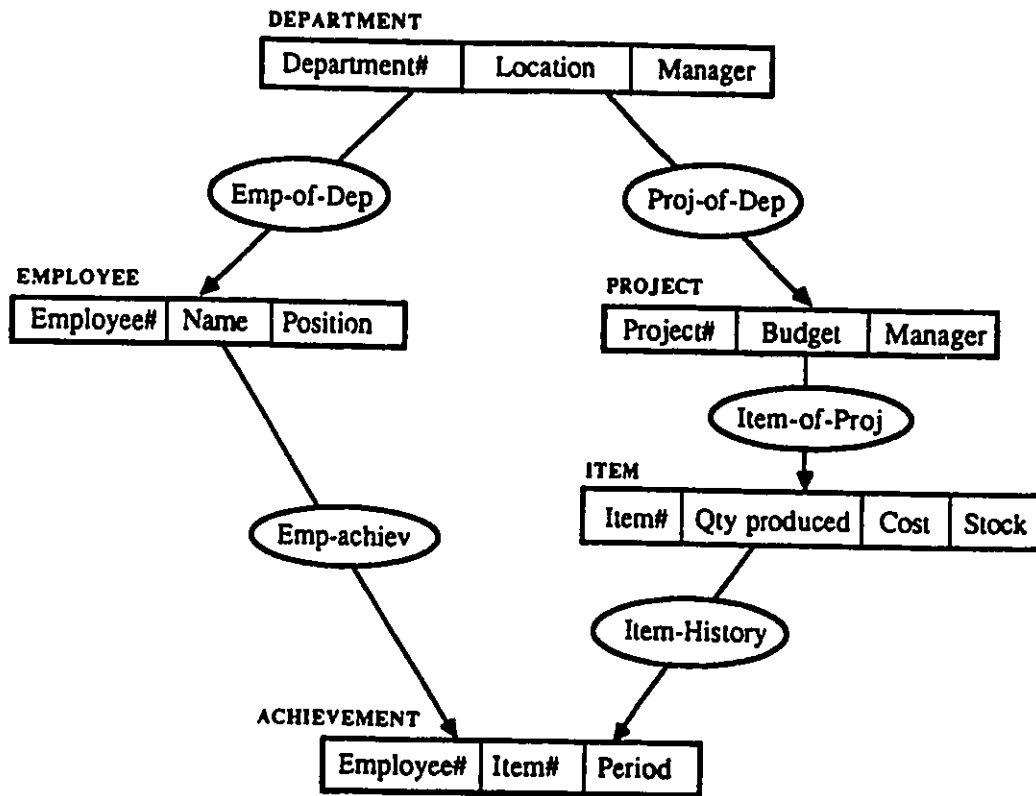 DEPARTMENT
Department# Location Manager
Emp-of-Dep Proj-of-Dep
EMPLOYEE
Employee# Name Position
PROJECT
Project# Budget Manager
Item-of-Proj
ITEM
Item# Qty produced Cost Stock
Emp-achiev
Item-History
ACHIEVEMENT
Employee# Item# Period